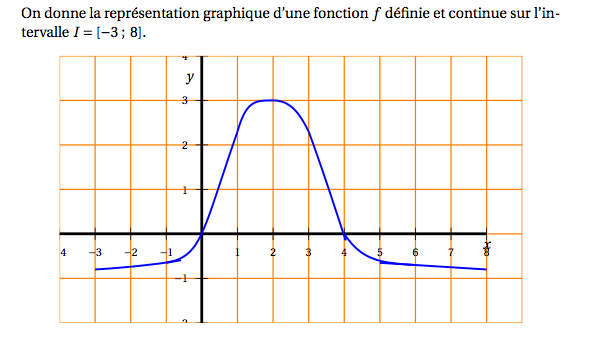 On donne la représentation graphique d'une fonction f définie et continue sur l'in-
tervalle I = [−3 ; 8].
y
3
2
1
4 −3 −2 −1 1 2 3 4 5 6 7 8
x
−1